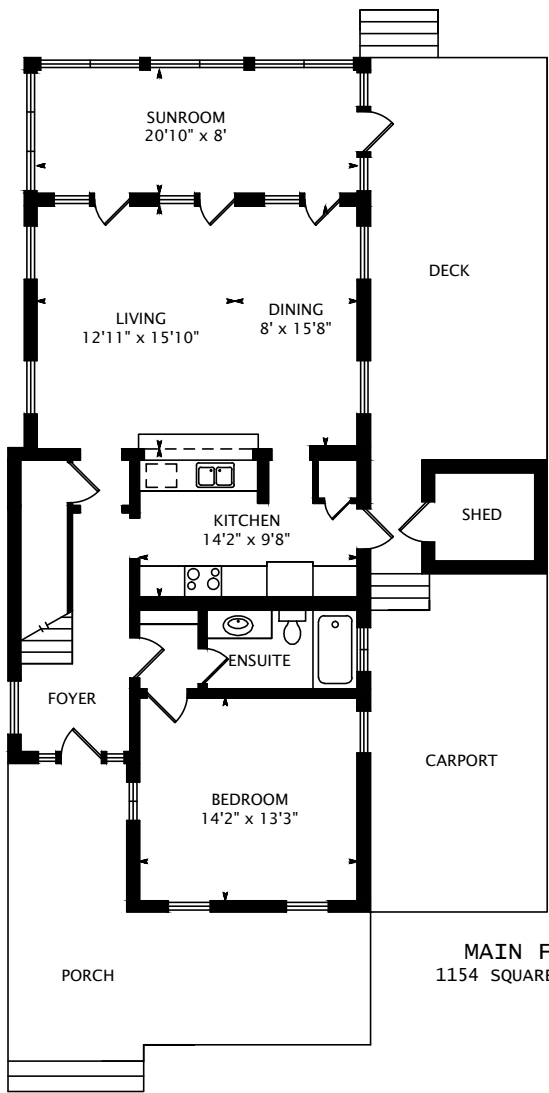 SUNROOM
20'10" x 8'
DECK
LIVING
12'11" x 15'10"
DINING
8' x 15'8"
KITCHEN
14'2" x 9'8"
SHED
ENSUITE
FOYER
BEDROOM
14'2" x 13'3"
CARPORT
PORCH
MAIN F
1154 SQUARE